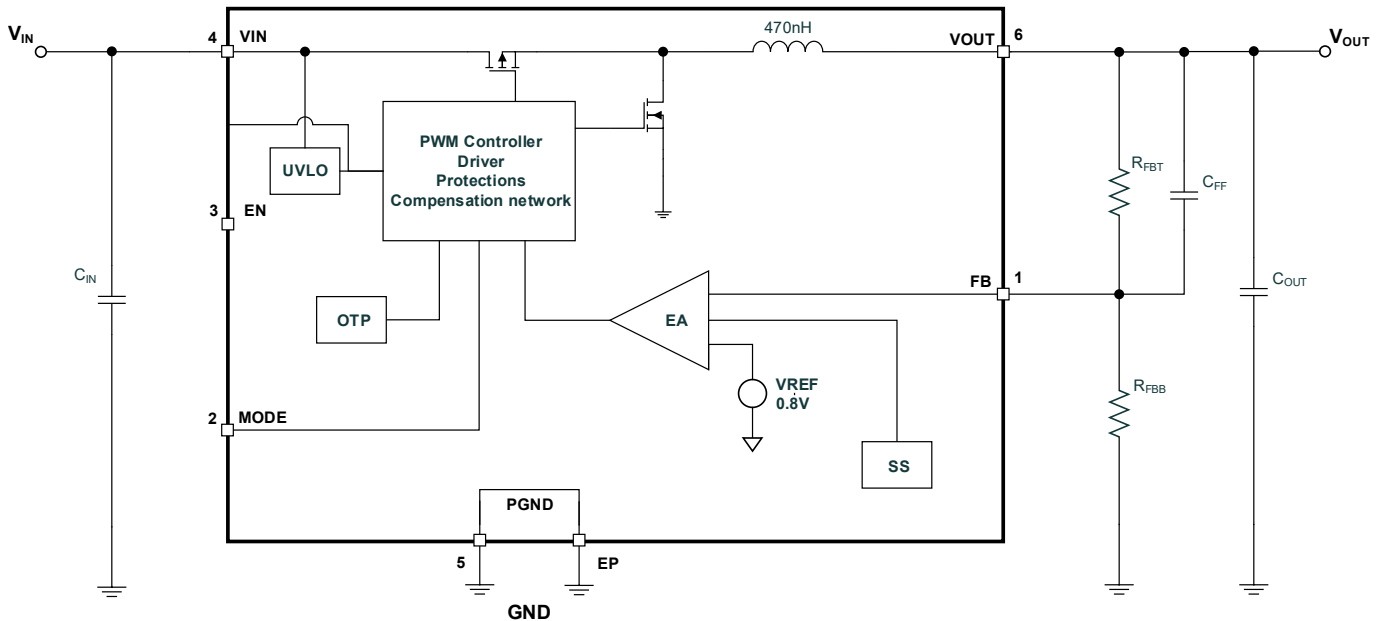 470nH
VIN
4
VIN
VOUT
6
VOUT
PWM Controller
Driver
Protections
Compensation network
UVLO
RFBT
CFF
3
EN
CIN
FB
1
COUT
OTP
EA
VREF
0.8V
RFBB
2
MODE
SS
PGND
5
EP
GND